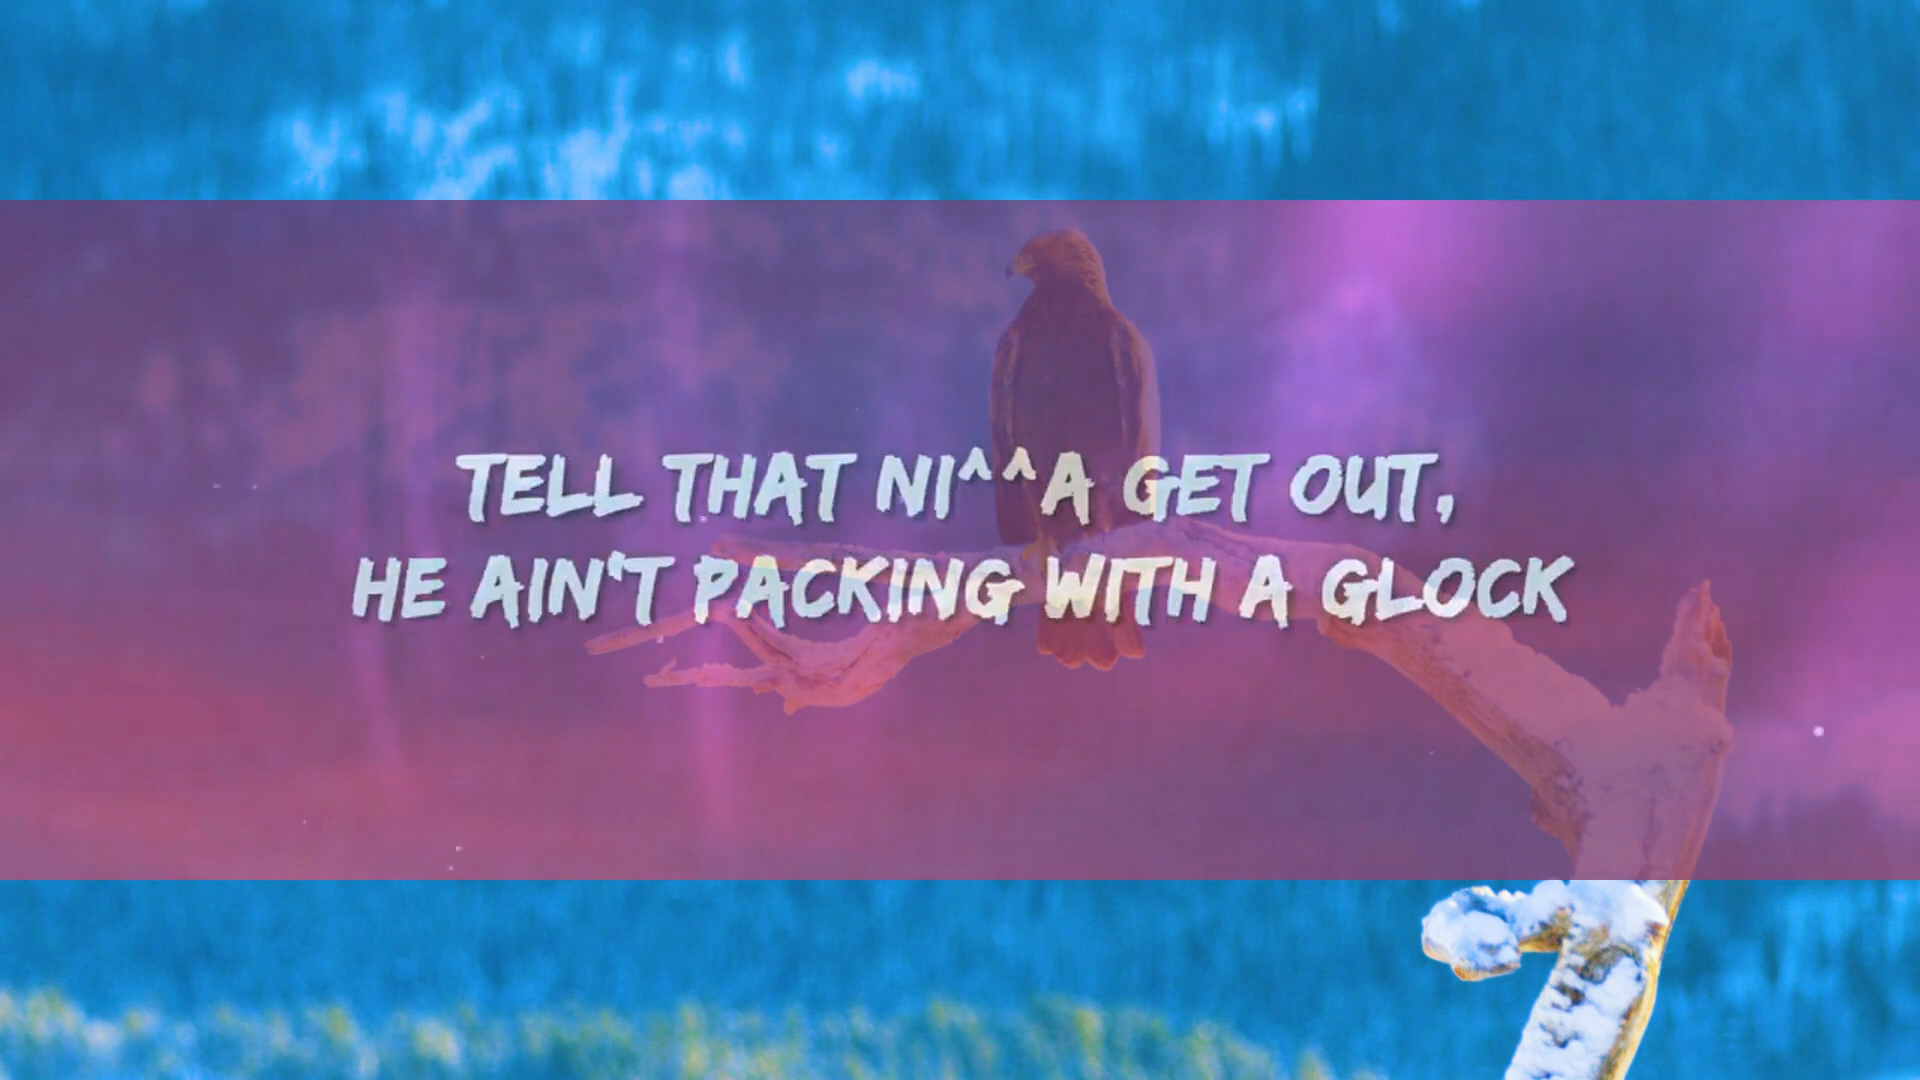 TELL THAT NI^^A GET OUT,
HE AIN'T PACKING WITH A GLOCK